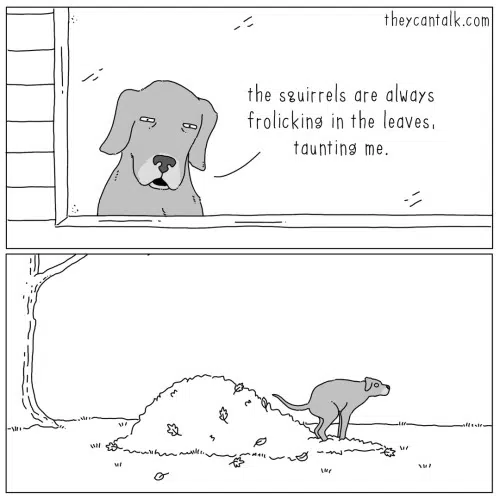 theycantalk.com
the squirrels are always
frolicking in the leaves,
taunting me.